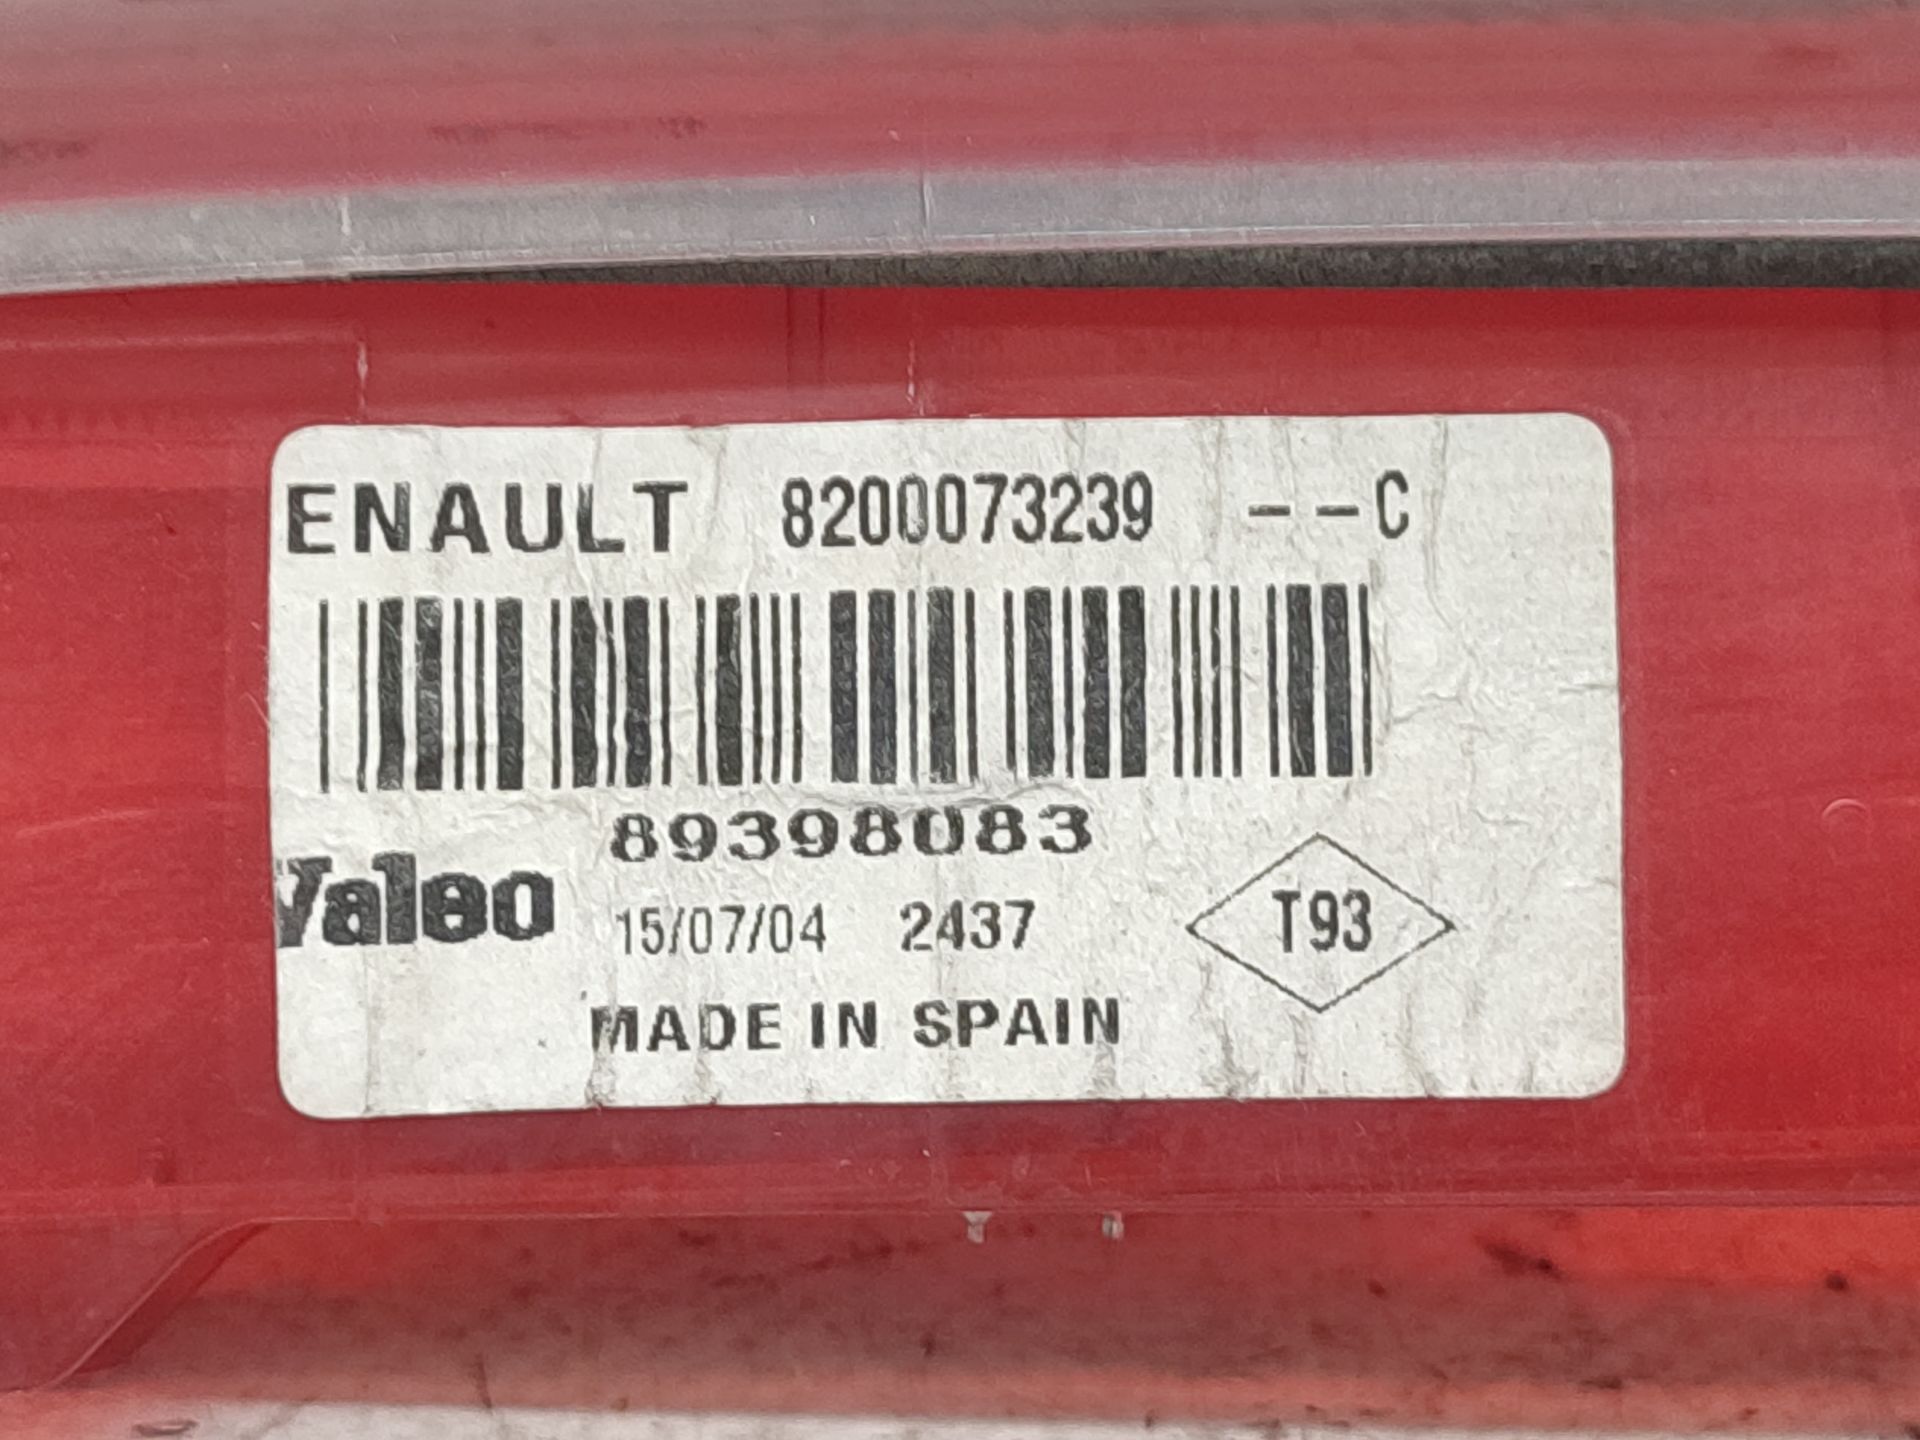 ENAULT 8200073239 --C
89398083
Valeo
15/07/04 2437
T93
MADE IN SPAIN